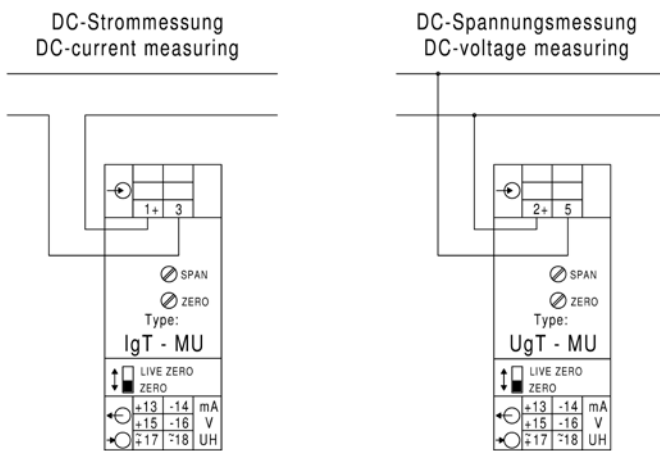 DC-Strommessung
DC-current measuring
1+ 3
SPAN
ZERO
Type:
IgT - MU
LIVE ZERO
ZERO
+13 -14 mA
+15 -16 V
≂17 ≂18 UH
DC-Spannungsmessung
DC-voltage measuring
2+ 5
SPAN
ZERO
Type:
UgT - MU
LIVE ZERO
ZERO
+13 -14 mA
+15 -16 V
≂17 ≂18 UH